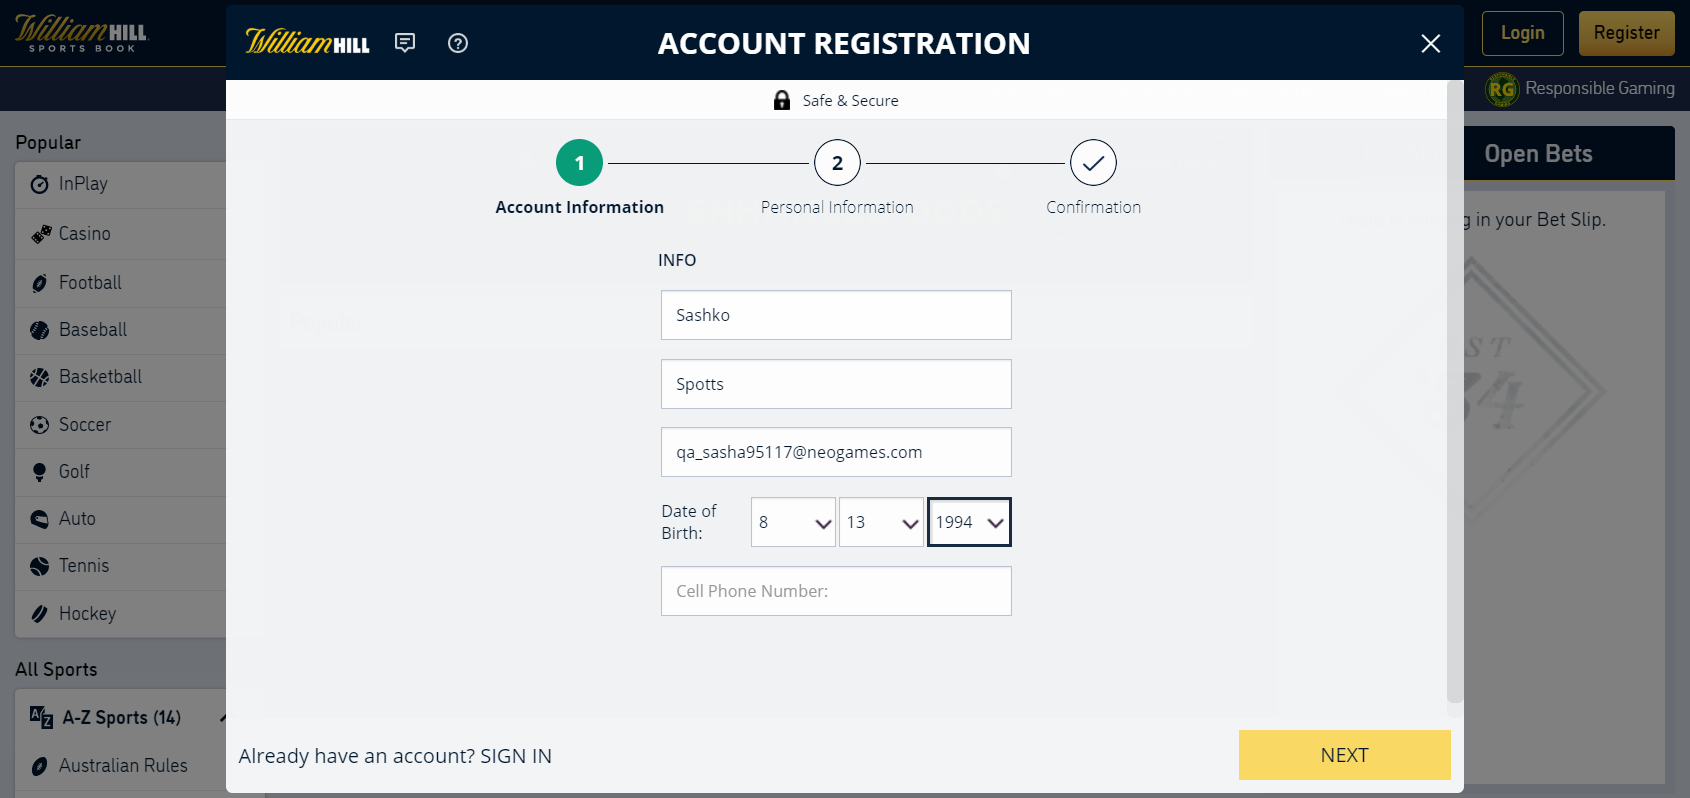 William HILL
SPORTS BOOK
William HILL
ACCOUNT REGISTRATION
Login
Register
RG Responsible Gaming
Safe & Secure
Popular
InPlay
Casino
Football
Baseball
Basketball
Soccer
Golf
Auto
Tennis
Hockey
All Sports
A-Z Sports (14)
Australian Rules
1
2
Account Information
Personal Information
Confirmation
INFO
Sashko
Spotts
qa_sasha95117@neogames.com
Date of
Birth:
8
13
1994
Cell Phone Number:
Already have an account? SIGN IN
NEXT
Open Bets
in your Bet Slip.